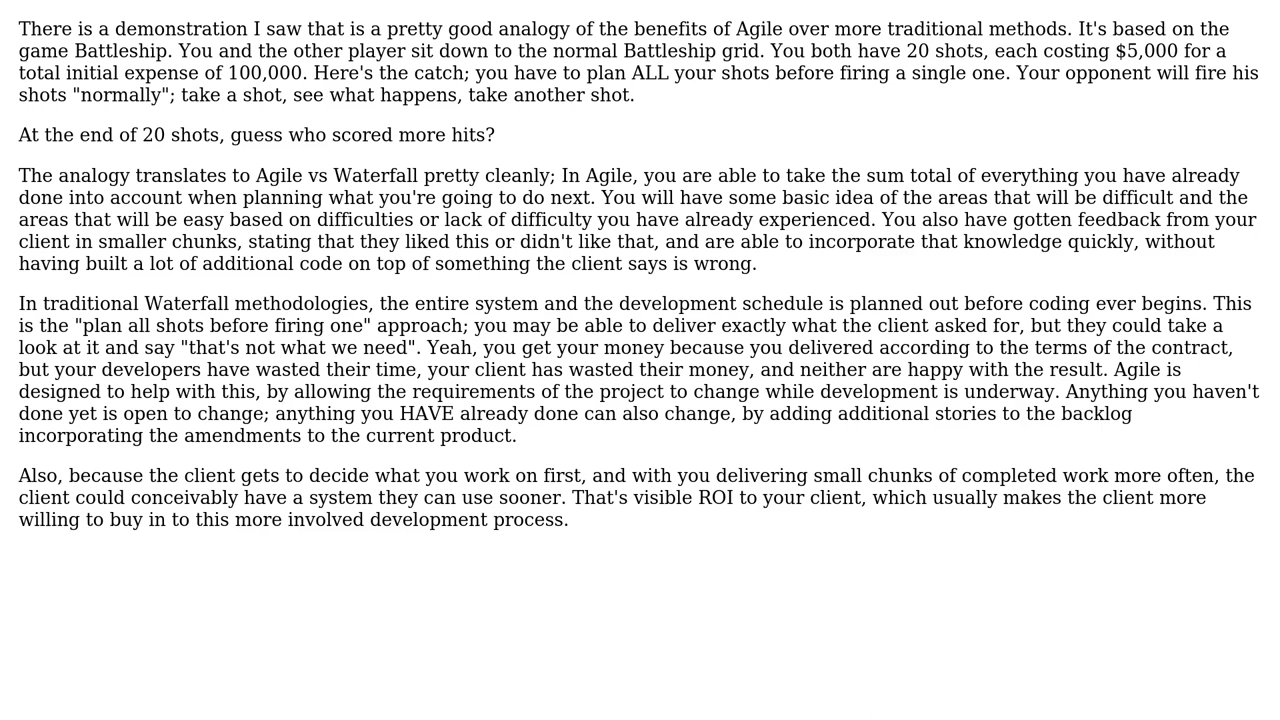 There is a demonstration I saw that is a pretty good analogy of the benefits of Agile over more traditional methods. It's based on the
game Battleship. You and the other player sit down to the normal Battleship grid. You both have 20 shots, each costing $5,000 for a
total initial expense of 100,000. Here's the catch; you have to plan ALL your shots before firing a single one. Your opponent will fire his
shots "normally"; take a shot, see what happens, take another shot.
At the end of 20 shots, guess who scored more hits?
The analogy translates to Agile vs Waterfall pretty cleanly; In Agile, you are able to take the sum total of everything you have already
done into account when planning what you're going to do next. You will have some basic idea of the areas that will be difficult and the
areas that will be easy based on difficulties or lack of difficulty you have already experienced. You also have gotten feedback from your
client in smaller chunks, stating that they liked this or didn't like that, and are able to incorporate that knowledge quickly, without
having built a lot of additional code on top of something the client says is wrong.
In traditional Waterfall methodologies, the entire system and the development schedule is planned out before coding ever begins. This
is the "plan all shots before firing one" approach; you may be able to deliver exactly what the client asked for, but they could take a
look at it and say "that's not what we need". Yeah, you get your money because you delivered according to the terms of the contract,
but your developers have wasted their time, your client has wasted their money, and neither are happy with the result. Agile is
designed to help with this, by allowing the requirements of the project to change while development is underway. Anything you haven't
done yet is open to change; anything you HAVE already done can also change, by adding additional stories to the backlog
incorporating the amendments to the current product.
Also, because the client gets to decide what you work on first, and with you delivering small chunks of completed work more often, the
client could conceivably have a system they can use sooner. That's visible ROI to your client, which usually makes the client more
willing to buy in to this more involved development process.